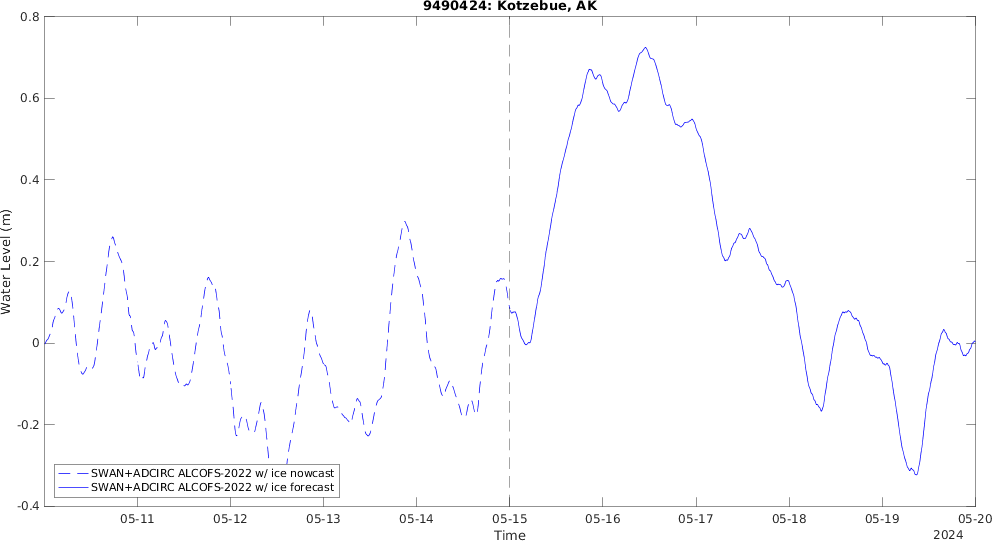 9490424: Kotzebue, AK
0.8
0.6
0.4
0.2
0
-0.2
-0.4
Water Level (m)
SWAN+ADCIRC ALCOFS-2022 w/ ice nowcast
SWAN+ADCIRC ALCOFS-2022 w/ ice forecast
05-11 05-12 05-13 05-14 05-15 05-16 05-17 05-18 05-19 05-20
Time
2024